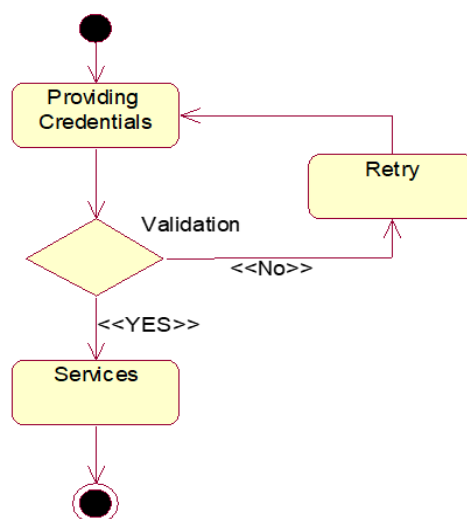 Providing
Credentials
Retry
Validation
<<No>>
<<YES>>
Services